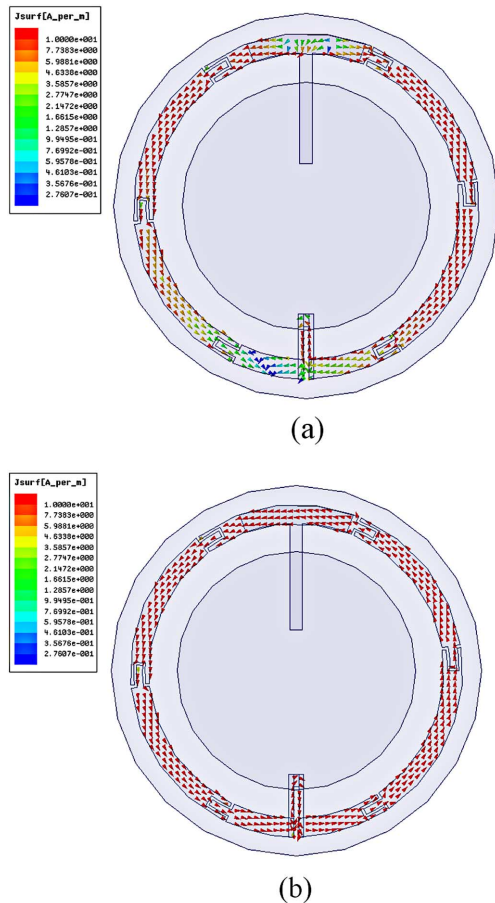 Jsurf[A_per_m]
1.0000e+001
7.7383e+000
5.9881e+000
4.6338e+000
3.5857e+000
2.7747e+000
2.1472e+000
1.6615e+000
1.2857e+000
9.9495e-001
7.6992e-001
5.9578e-001
4.6103e-001
3.5676e-001
2.7607e-001
(a)
Jsurf[A_per_m]
1.0000e+001
7.7383e+000
5.9881e+000
4.6338e+000
3.5857e+000
2.7747e+000
2.1472e+000
1.6615e+000
1.2857e+000
9.9495e-001
7.6992e-001
5.9578e-001
4.6103e-001
3.5676e-001
2.7607e-001
(b)